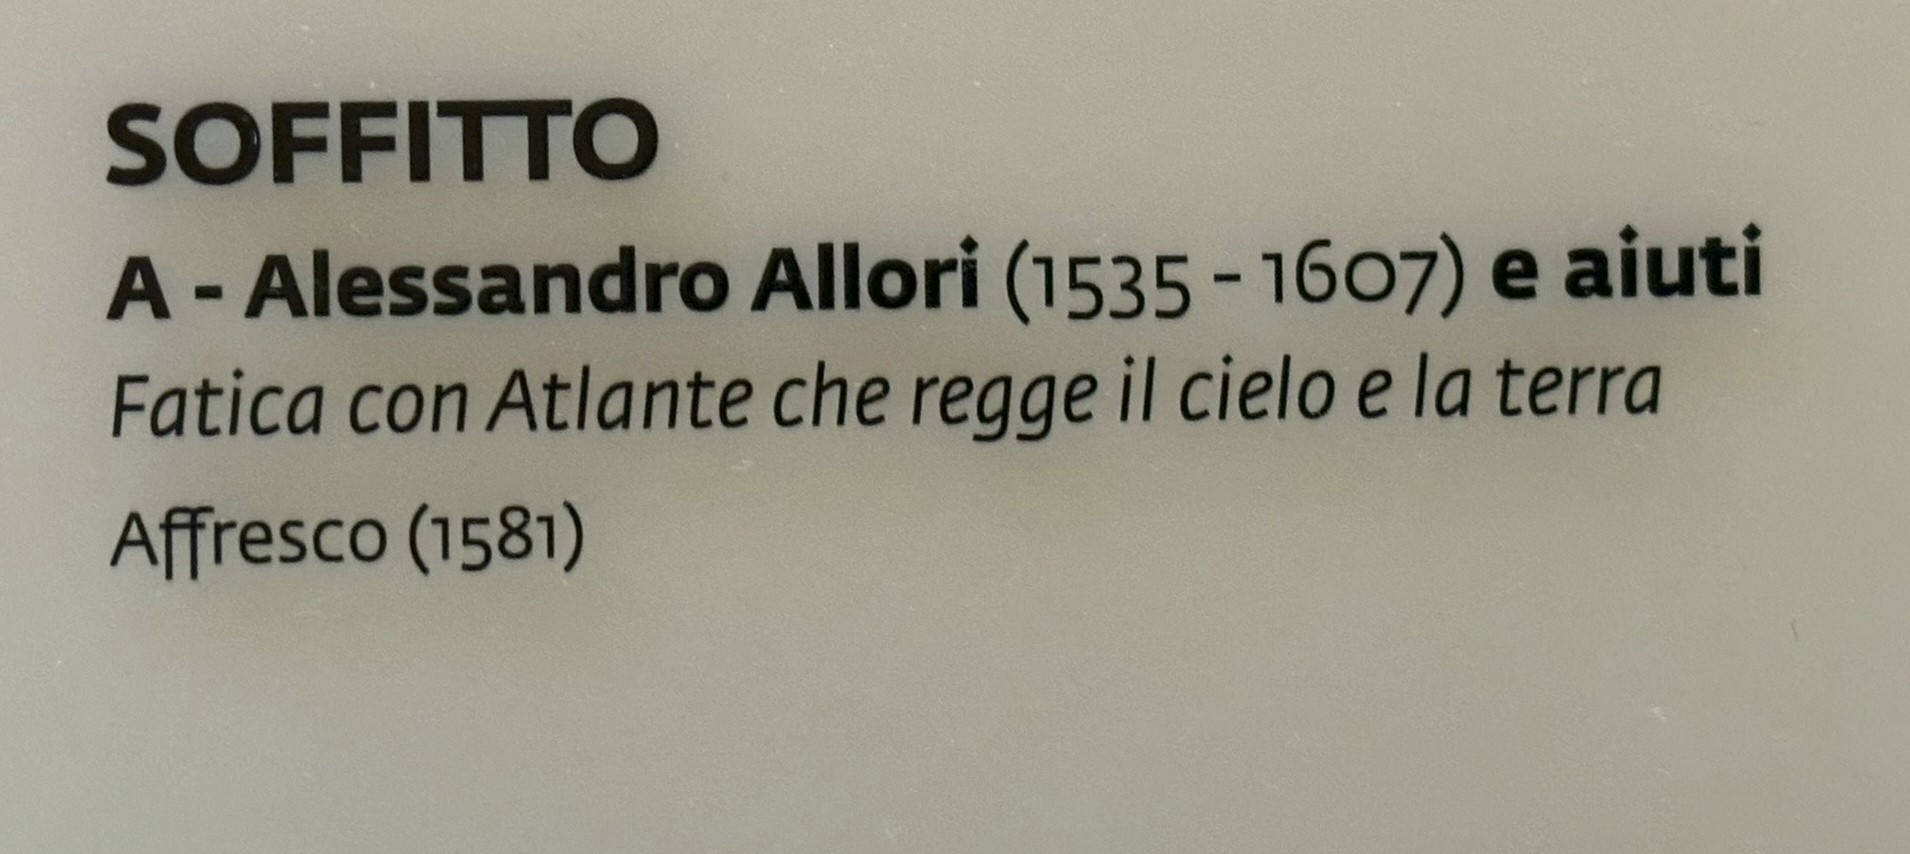 SOFFITTO
A - Alessandro Allori (1535 - 1607) e aiuti
Fatica con Atlante che regge il cielo e la terra
Affresco (1581)